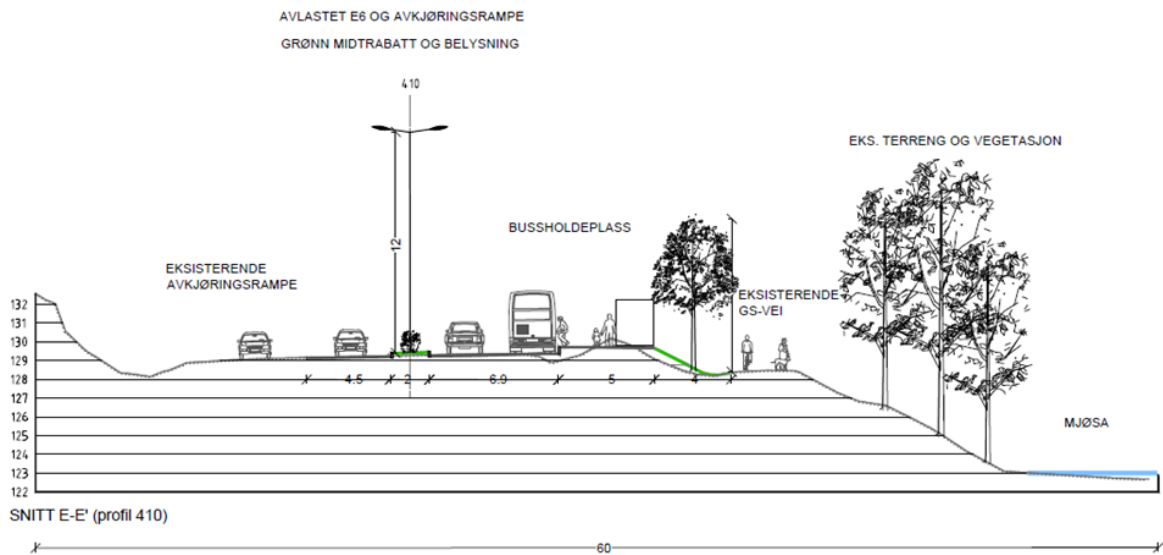 AVLASTET E6 OG AVKJØRINGSRAMPE
GRØNN MIDTRABATT OG BELYSNING
410
EKS. TERRENG OG VEGETASJON
BUSSHOLDEPLASS
12
EKSISTERENDE
AVKJØRINGSRAMPE
EKSISTERENDE
GS-VEI
132
131
130
129
128
127
126
125
124
123
122
4.5
2
6.9
5
4
MJØSA
SNITT E-E' (profil 410)
60